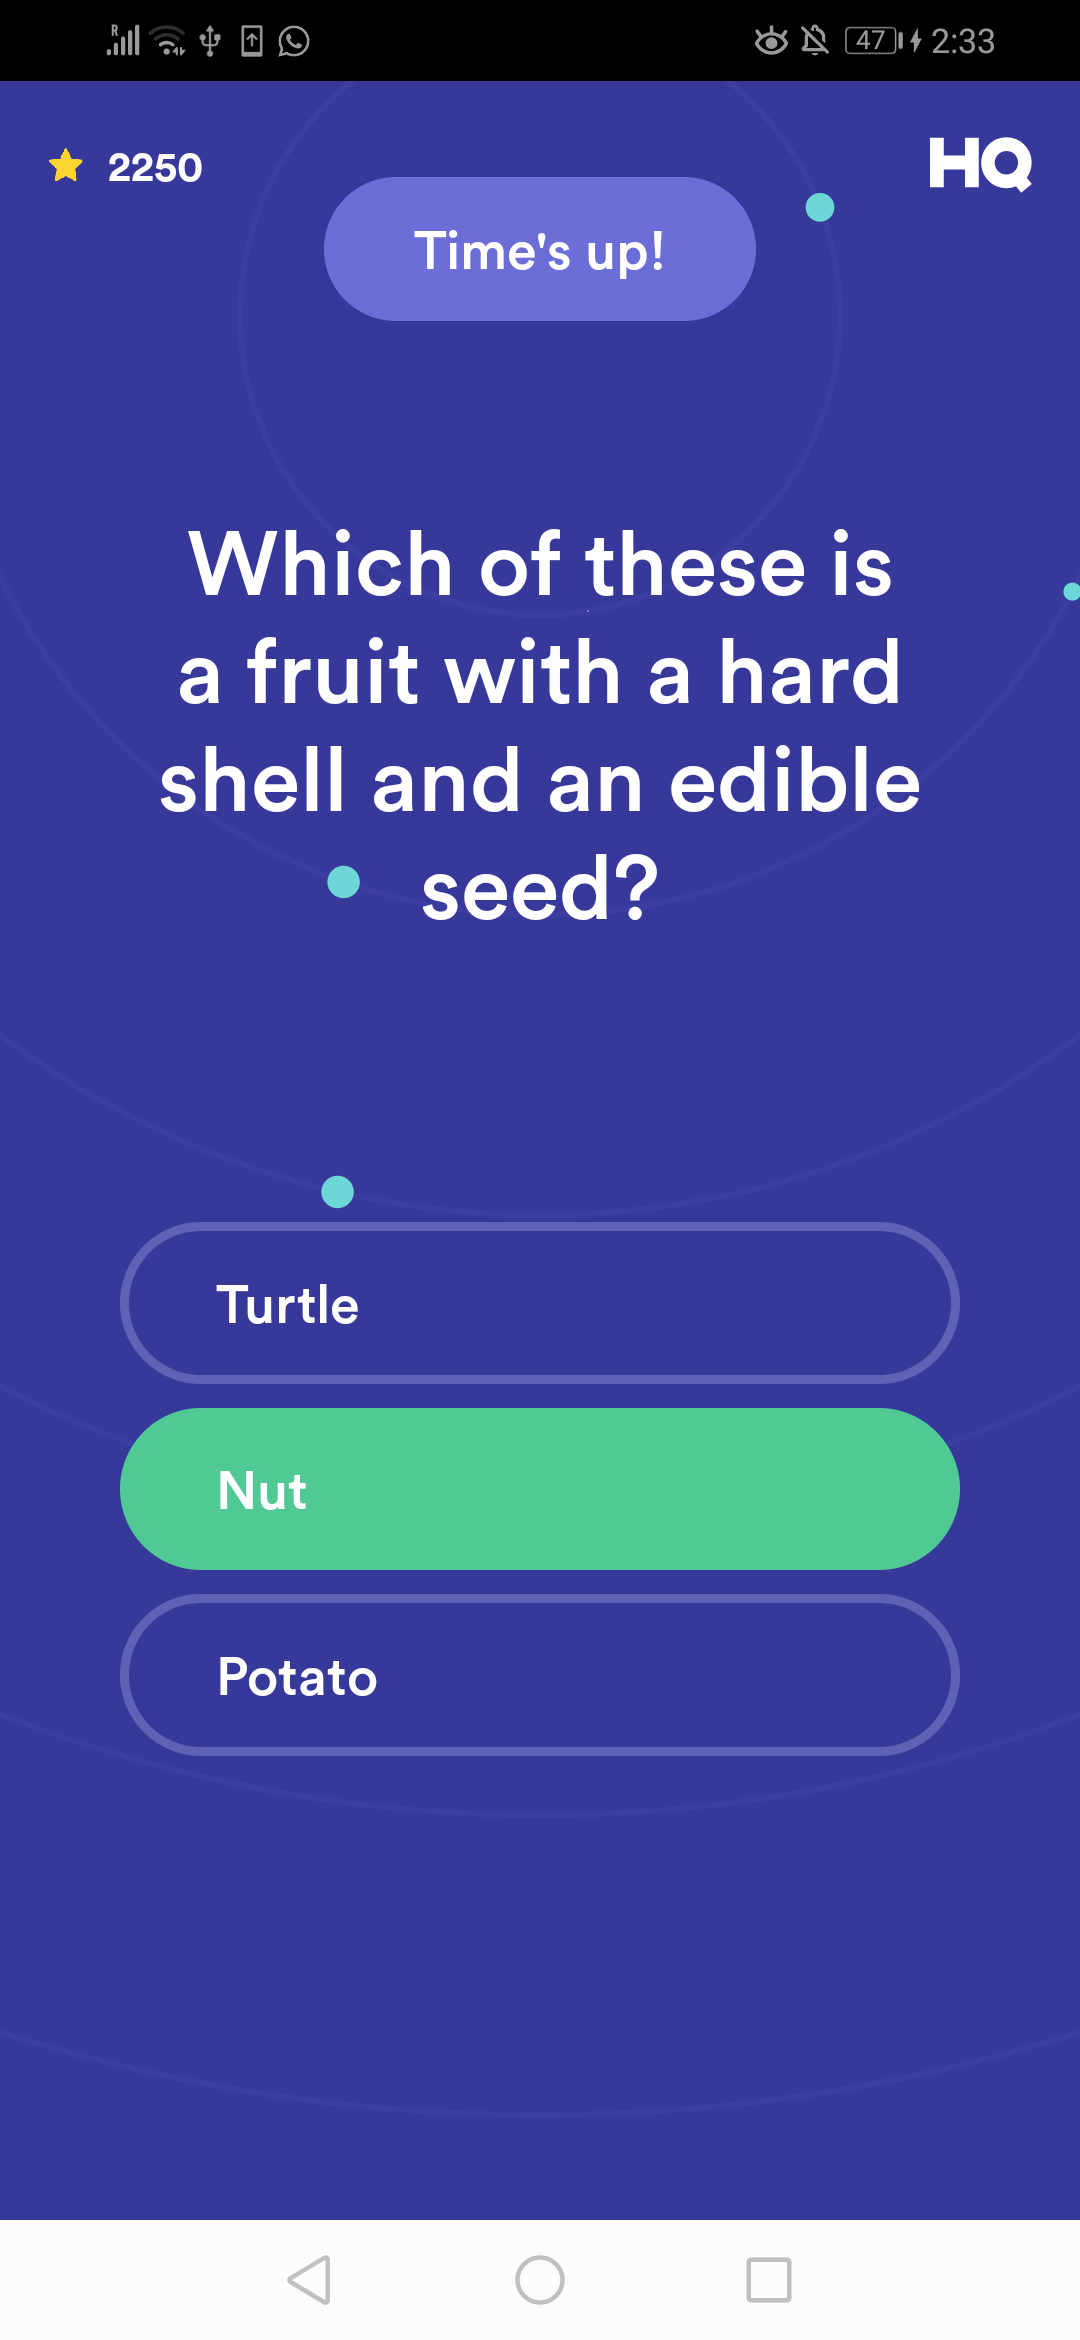 R 47 2:33
2250 HQ
Time's up!
Which of these is
a fruit with a hard
shell and an edible
seed?
Turtle
Nut
Potato